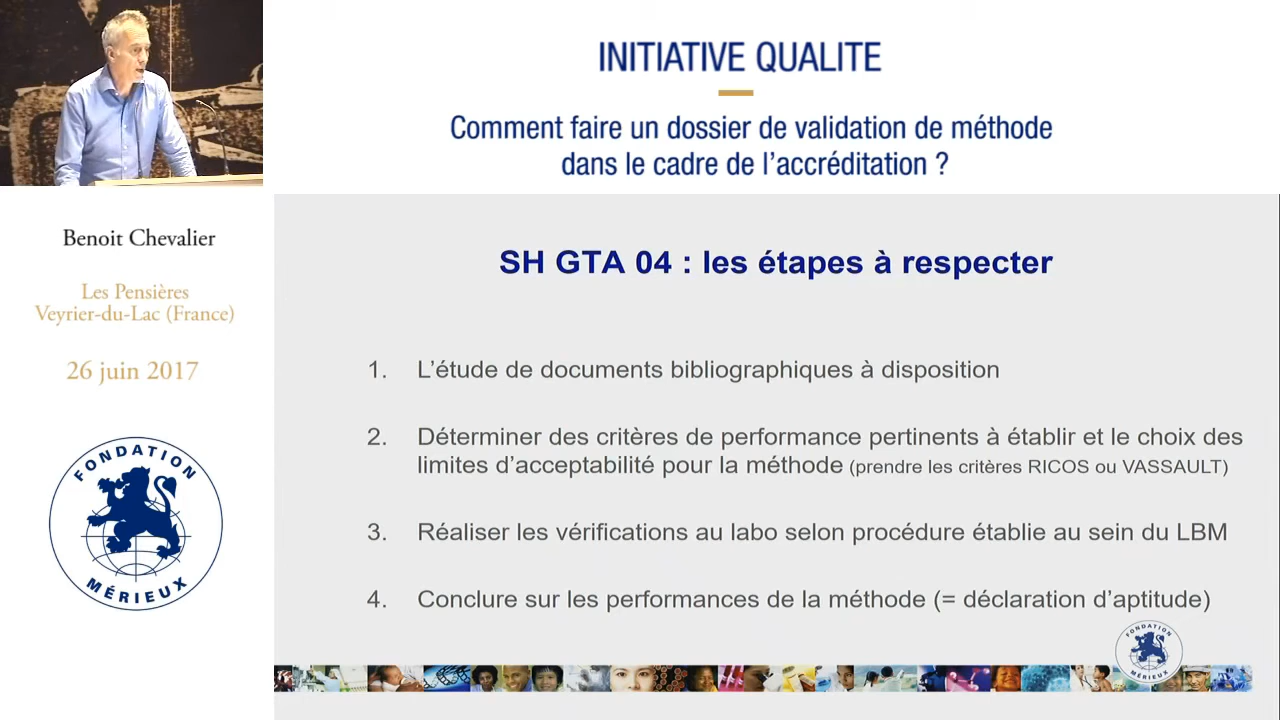 INITIATIVE QUALITE
Comment faire un dossier de validation de méthode
dans le cadre de l'accréditation ?
Benoit Chevalier
Les Pensières
Veyrier-du-Lac (France)
26 juin 2017
FONDATION
MÉRIEUX
SH GTA 04 : les étapes à respecter
1. L'étude de documents bibliographiques à disposition
2. Déterminer des critères de performance pertinents à établir et le choix des
limites d'acceptabilité pour la méthode (prendre les critères RICOS ou VASSAULT)
3. Réaliser les vérifications au labo selon procédure établie au sein du LBM
4. Conclure sur les performances de la méthode (= déclaration d'aptitude)
FONDATION
MÉRIEUX